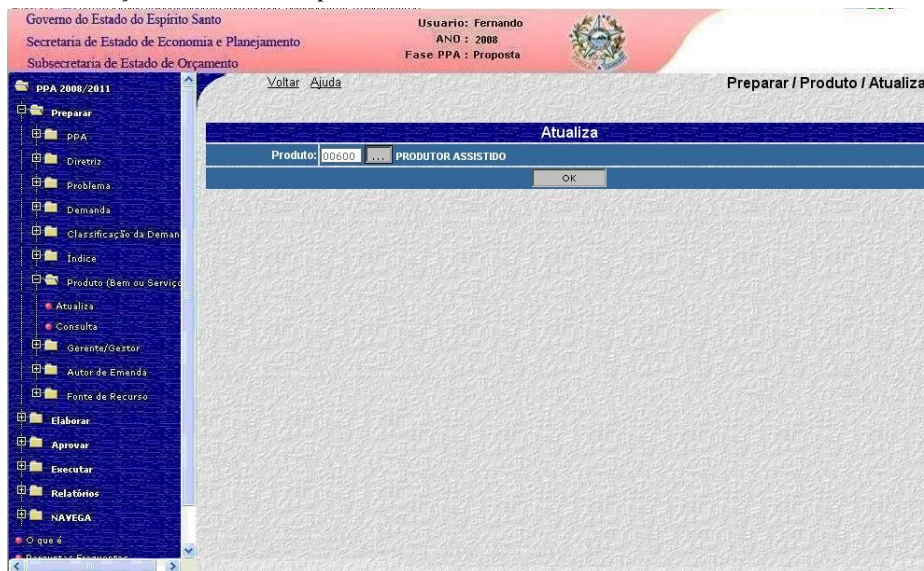 Governo do Estado do Espírito Santo
Secretaria de Estado de Economia e Planejamento
Subsecretaria de Estado de Orçamento
Usuario: Fernando
ANO : 2008
Fase PPA : Proposta
Voltar Ajuda
Preparar / Produto / Atualiza
PPA 2008/2011
Preparar
PPA
Diretriz
Problema
Demanda
Classificação da Deman
Índice
Produto (Bem ou Serviço
Atualiza
Consulta
Gerente/Gestor
Autor de Emenda
Fonte de Recurso
Elaborar
Aprovar
Executar
Relatórios
NAVEGA
O que é
Perguntas Frequentes
Atualiza
Produto: 00600 ... PRODUTOR ASSISTIDO
OK